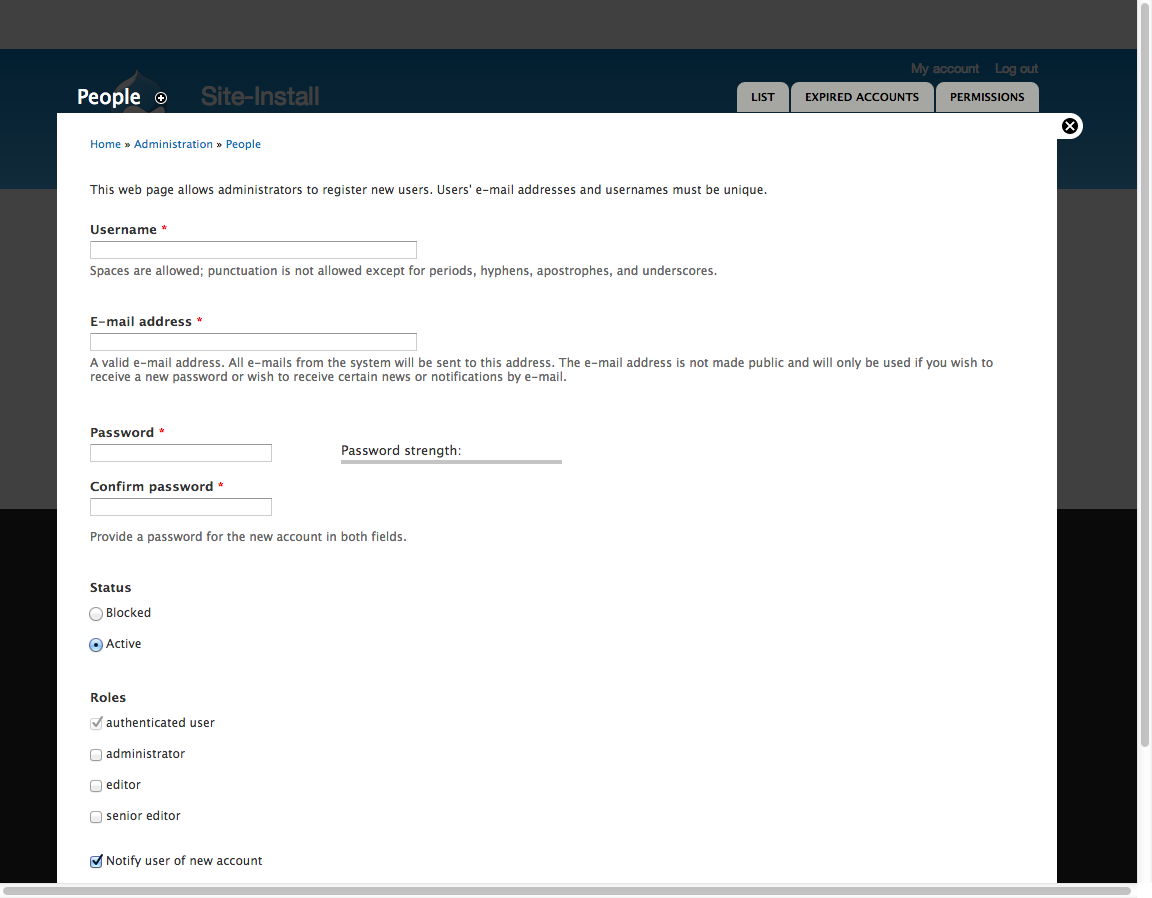 My account Log out
People Site-Install LIST EXPIRED ACCOUNTS PERMISSIONS
Home » Administration » People
This web page allows administrators to register new users. Users' e-mail addresses and usernames must be unique.
Username *
Spaces are allowed; punctuation is not allowed except for periods, hyphens, apostrophes, and underscores.
E-mail address *
A valid e-mail address. All e-mails from the system will be sent to this address. The e-mail address is not made public and will only be used if you wish to
receive a new password or wish to receive certain news or notifications by e-mail.
Password *
Password strength:
Confirm password *
Provide a password for the new account in both fields.
Status
Blocked
Active
Roles
authenticated user
administrator
editor
senior editor
Notify user of new account